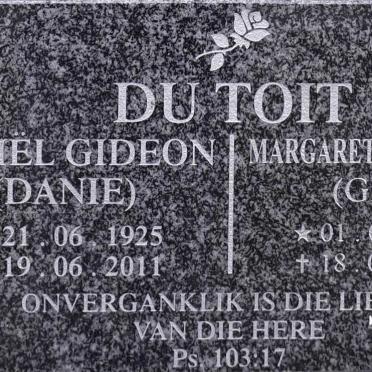 DU TOIT
IËL GIDEON MARGARET
DANIE) (G
21 . 06 . 1925 ★ 01 .
19 . 06 . 2011 ✝ 18 .
ONVERGANKLIK IS DIE LIE
VAN DIE HERE
Ps. 103:17